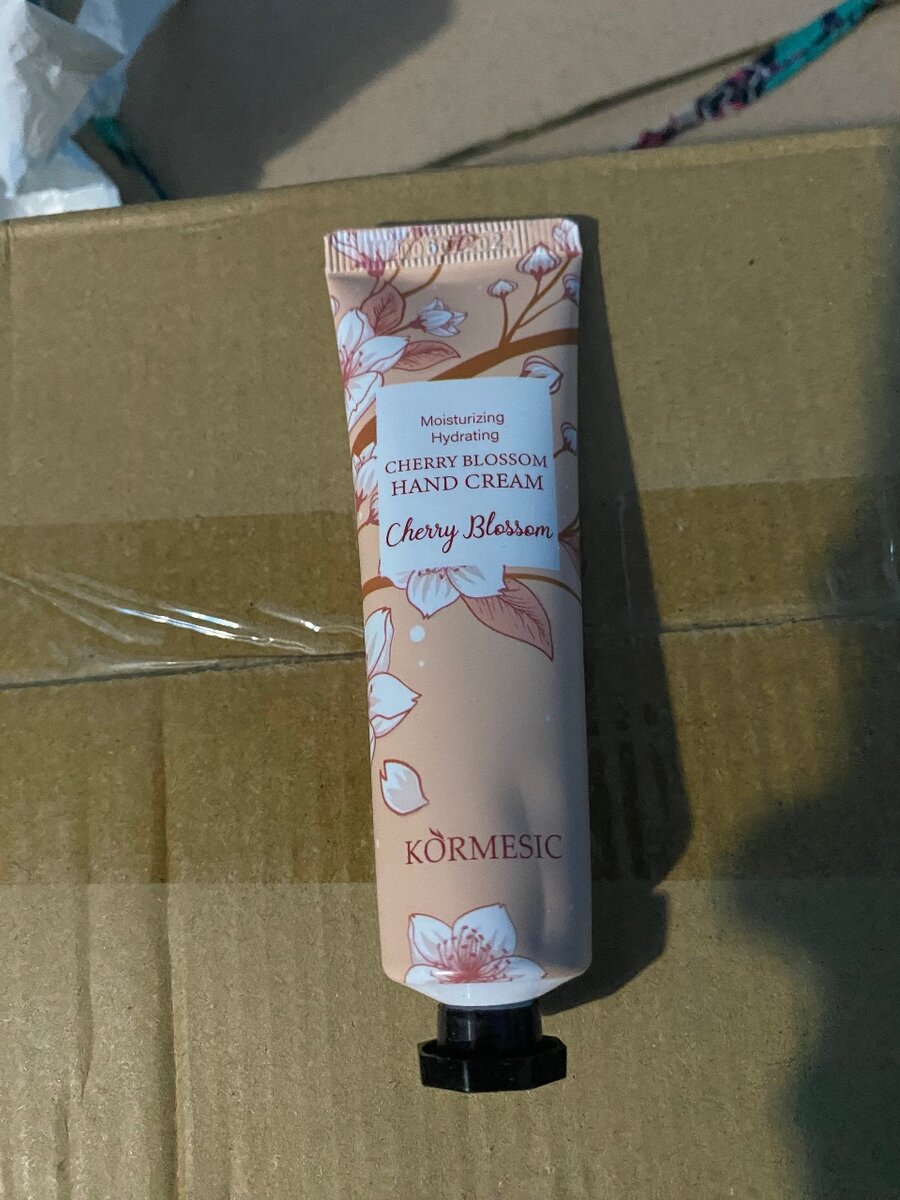 Moisturizing
Hydrating
CHERRY BLOSSOM
HAND CREAM
Cherry Blossom
KORMESIC